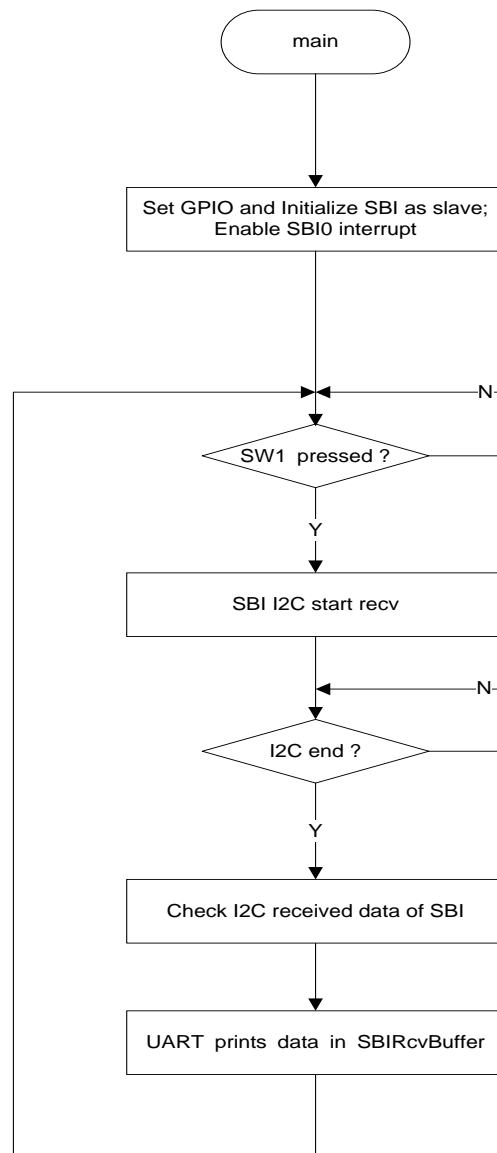 main
Set GPIO and Initialize SBI as slave;
Enable SBI0 interrupt
N
SW1 pressed ?
Y
SBI I2C start recv
N
I2C end ?
Y
Check I2C received data of SBI
UART prints data in SBIRcvBuffer